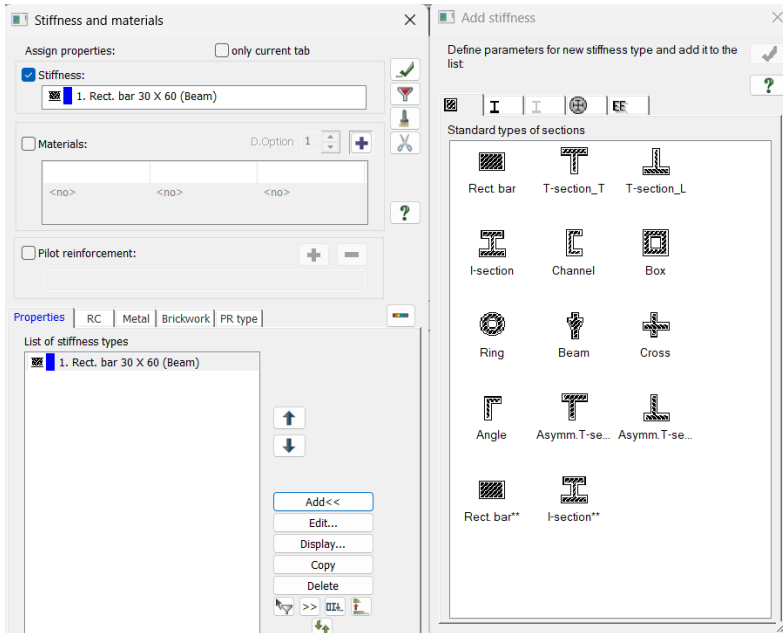 Stiffness and materials
Assign properties:
only current tab
Stiffness:
1. Rect. bar 30 X 60 (Beam)
Materials:
D.Option 1
<no> <no> <no>
Pilot reinforcement:
Properties RC Metal Brickwork PR type
List of stiffness types
1. Rect. bar 30 X 60 (Beam)
Add<<
Edit...
Display...
Copy
Delete
>>
Add stiffness
Define parameters for new stiffness type and add it to the
list:
Standard types of sections
Rect. bar T-section_T T-section_L
I-section Channel Box
Ring Beam Cross
Angle Asymm.T-se... Asymm.T-se...
Rect. bar** I-section**